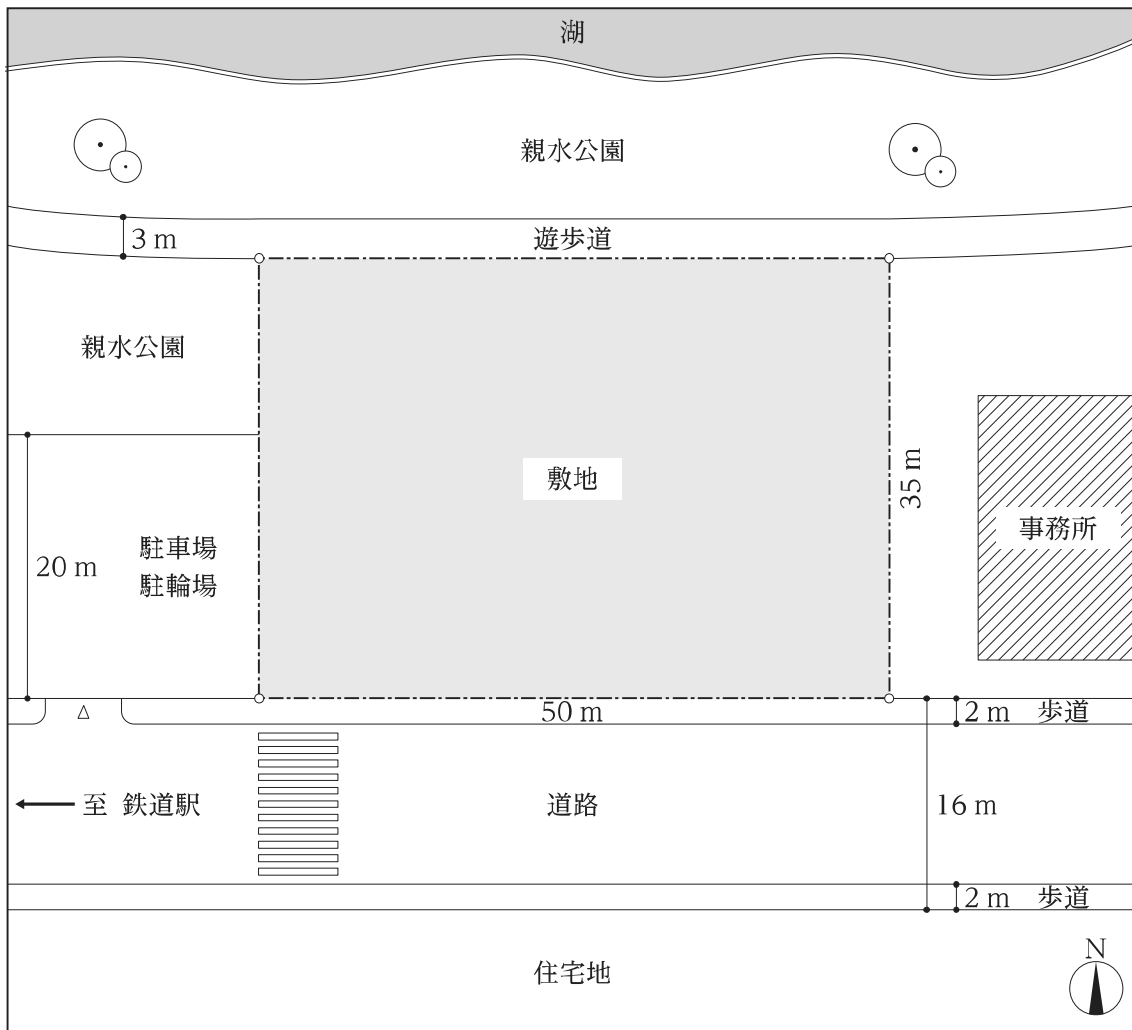 湖
親水公園
3 m
遊歩道
親水公園
敷地
35 m
事務所
20 m
駐車場
駐輪場
50 m
2 m 歩道
至 鉄道駅
道路
16 m
2 m 歩道
住宅地
N